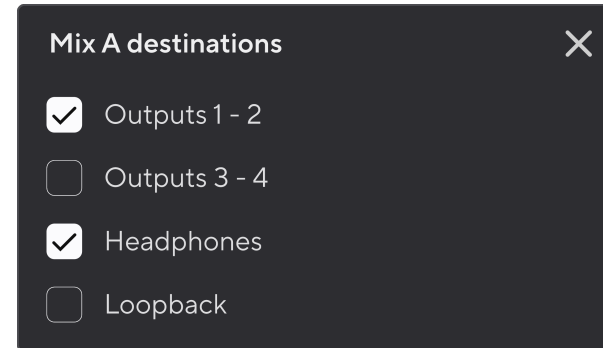 Mix A destinations
Outputs 1 - 2
Outputs 3 - 4
Headphones
Loopback